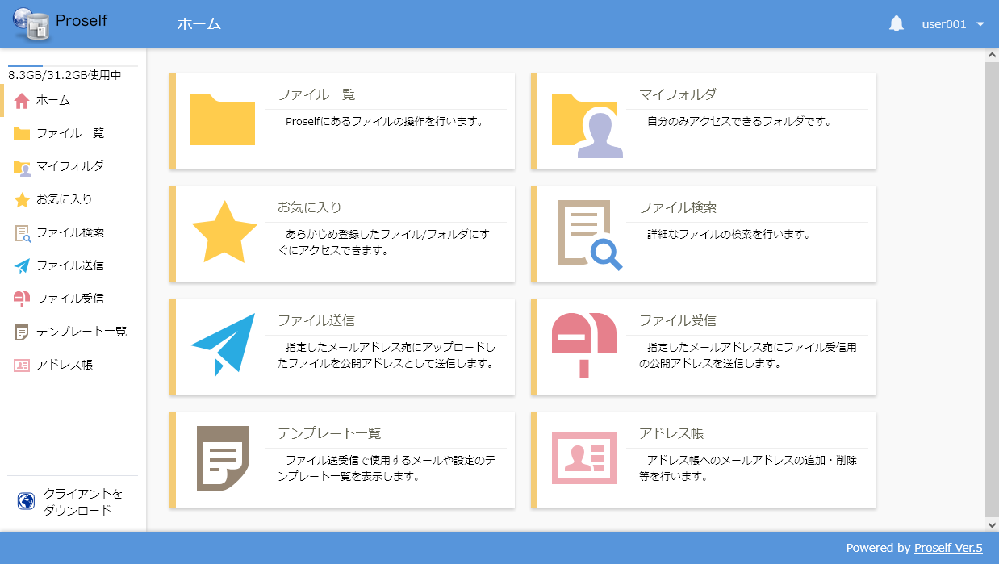 Proself
ホーム
user001
8.3GB/31.2GB使用中
ホーム
ファイル一覧
マイフォルダ
お気に入り
ファイル検索
ファイル送信
ファイル受信
テンプレート一覧
アドレス帳
クライアントを
ダウンロード
ファイル一覧
Proselfにあるファイルの操作を行います。
マイフォルダ
自分のみアクセスできるフォルダです。
お気に入り
あらかじめ登録したファイル/フォルダにす
ぐにアクセスできます。
ファイル検索
詳細なファイルの検索を行います。
ファイル送信
指定したメールアドレス宛にアップロードし
たファイルを公開アドレスとして送信します。
ファイル受信
指定したメールアドレス宛にファイル受信用
の公開アドレスを送信します。
テンプレート一覧
ファイル送受信で使用するメールや設定のテ
ンプレート一覧を表示します。
アドレス帳
アドレス帳へのメールアドレスの追加・削除
等を行います。
Powered by Proself Ver.5